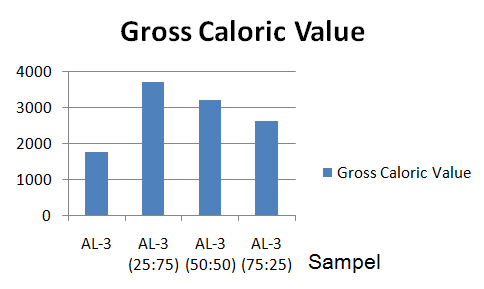 Gross Caloric Value
4000
3000
2000
1000
0
AL-3 AL-3 AL-3 AL-3
(25:75) (50:50) (75:25)
Sampel
Gross Caloric Value